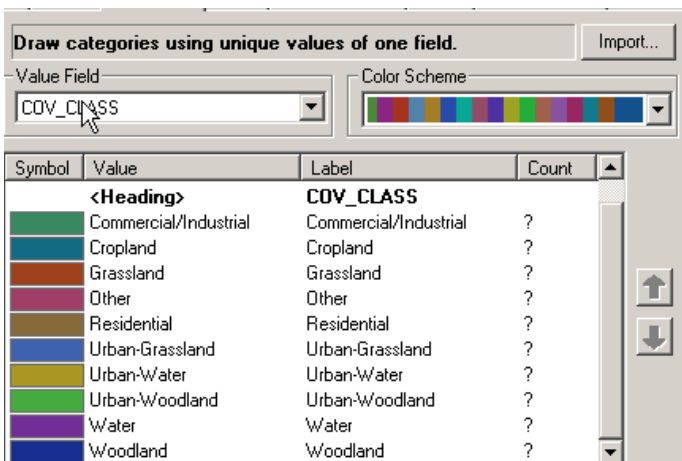 Draw categories using unique values of one field. Import...
Value Field Color Scheme
COV_CLASS
Symbol Value Label Count
<Heading> COV_CLASS
Commercial/Industrial Commercial/Industrial ?
Cropland Cropland ?
Grassland Grassland ?
Other Other ?
Residential Residential ?
Urban-Grassland Urban-Grassland ?
Urban-Water Urban-Water ?
Urban-Woodland Urban-Woodland ?
Water Water ?
Woodland Woodland ?